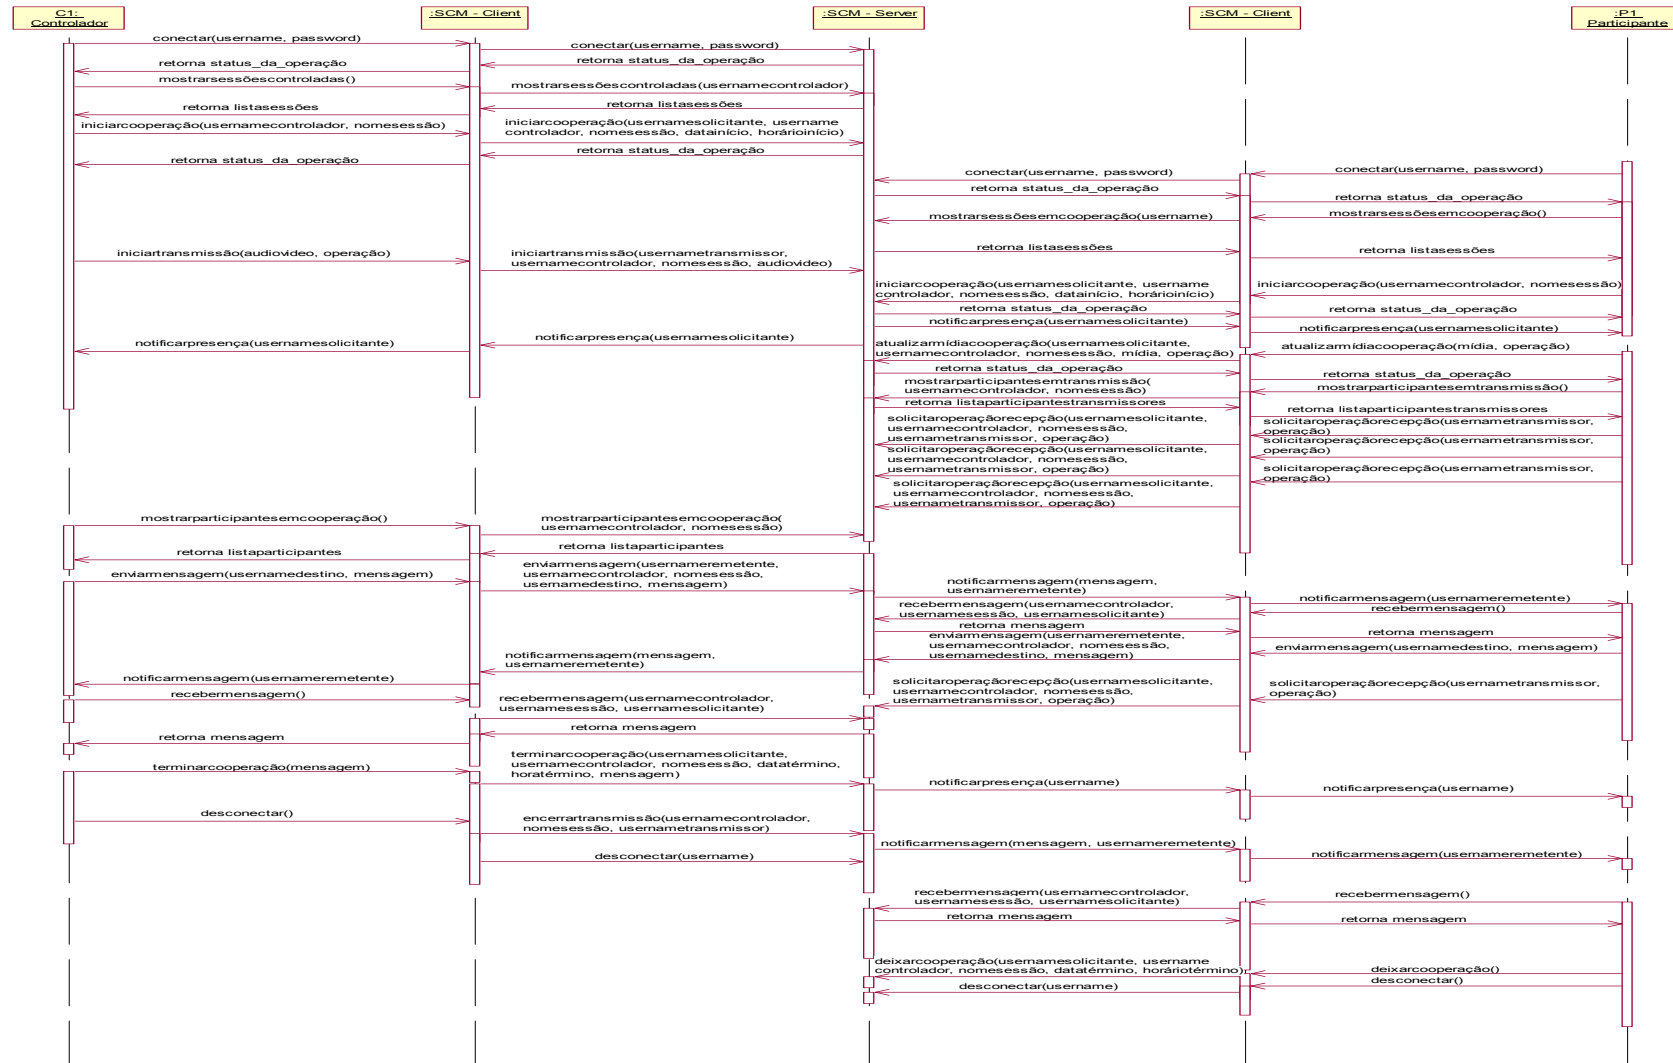 C1:
Controlador
:SCM - Client
:SCM - Server
:SCM - Client
:P1
Participante
conectar(username, password)
conectar(username, password)
retorna status_da_operação
retorna status_da_operação
mostrarsessõescontroladas()
mostrarsessõescontroladas(usernamecontrolador)
retorna listasessões
retorna listasessões
iniciarcooperação(usernamecontrolador, nomesessão)
iniciarcooperação(usernamesolicitante, username
controlador, nomesessão, datainício, horárioinício)
retorna status_da_operação
retorna status_da_operação
conectar(username, password)
conectar(username, password)
retorna status_da_operação
retorna status_da_operação
mostrarsessõesemcooperação(username)
mostrarsessõesemcooperação()
retorna listasessões
retorna listasessões
iniciartransmissão(audiovideo, operação)
iniciartransmissão(usernametransmissor,
usernamecontrolador, nomesessão, audiovideo)
iniciarcooperação(usernamesolicitante, username
controlador, nomesessão, datainício, horárioinício)
iniciarcooperação(usernamecontrolador, nomesessão)
retorna status_da_operação
retorna status_da_operação
notificarpresença(usernamesolicitante)
notificarpresença(usernamesolicitante)
notificarpresença(usernamesolicitante)
notificarpresença(usernamesolicitante)
atualizarmídiacooperação(usernamesolicitante,
usernamecontrolador, nomesessão, mídia, operação)
atualizarmídiacooperação(mídia, operação)
retorna status_da_operação
retorna status_da_operação
mostrarparticipantesemtransmissão(
usernamecontrolador, nomesessão)
mostrarparticipantesemtransmissão()
retorna listaparticipantestransmissores
retorna listaparticipantestransmissores
solicitaroperaçãorecepção(usernamesolicitante,
usernamecontrolador, nomesessão,
usernametransmissor, operação)
solicitaroperaçãorecepção(usernametransmissor,
operação)
solicitaroperaçãorecepção(usernamesolicitante,
usernamecontrolador, nomesessão,
usernametransmissor, operação)
solicitaroperaçãorecepção(usernametransmissor,
operação)
solicitaroperaçãorecepção(usernamesolicitante,
usernamecontrolador, nomesessão,
usernametransmissor, operação)
solicitaroperaçãorecepção(usernametransmissor,
operação)
mostrarparticipantesemcooperação()
mostrarparticipantesemcooperação(
usernamecontrolador, nomesessão)
retorna listaparticipantes
retorna listaparticipantes
enviarmensagem(usernamedestino, mensagem)
enviarmensagem(usernameremetente,
usernamecontrolador, nomesessão,
usernamedestino, mensagem)
notificarmensagem(mensagem,
usernameremetente)
notificarmensagem(usernameremetente)
recebermensagem(usernamecontrolador,
usernamesessão, usernamesolicitante)
recebermensagem()
retorna mensagem
retorna mensagem
enviarmensagem(usernameremetente,
usernamecontrolador, nomesessão,
usernamedestino, mensagem)
enviarmensagem(usernamedestino, mensagem)
notificarmensagem(mensagem,
usernameremetente)
notificarmensagem(usernameremetente)
recebermensagem()
recebermensagem(usernamecontrolador,
usernamesessão, usernamesolicitante)
solicitaroperaçãorecepção(usernamesolicitante,
usernamecontrolador, nomesessão,
usernametransmissor, operação)
solicitaroperaçãorecepção(usernametransmissor,
operação)
retorna mensagem
retorna mensagem
terminarcooperação(mensagem)
terminarcooperação(usernamesolicitante,
usernamecontrolador, nomesessão, datatérmino,
horatérmino, mensagem)
notificarpresença(username)
notificarpresença(username)
desconectar()
encerrartransmissão(usernamecontrolador,
nomesessão, usernametransmissor)
desconectar(username)
notificarmensagem(mensagem, usernameremetente)
notificarmensagem(usernameremetente)
recebermensagem(usernamecontrolador,
usernamesessão, usernamesolicitante)
recebermensagem()
retorna mensagem
retorna mensagem
deixarcooperação(usernamesolicitante, username
controlador, nomesessão, datatérmino, horáriotérmino)
deixarcooperação()
desconectar(username)
desconectar()